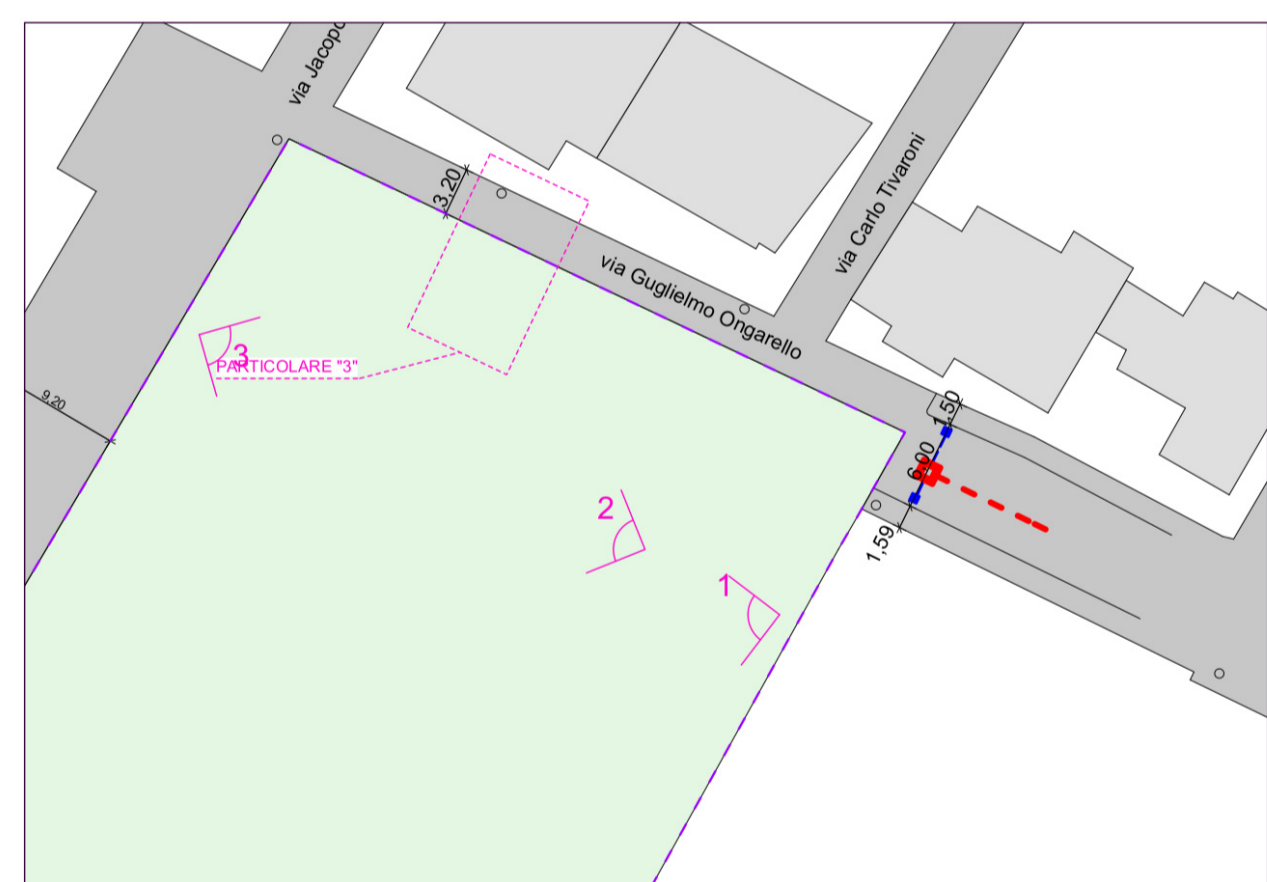 via Jacopo
3,20
via Carlo Tivaroni
via Guglielmo Ongarello
3
PARTICOLARE "3"
9,20
1,50
6,00
2
1,59
1